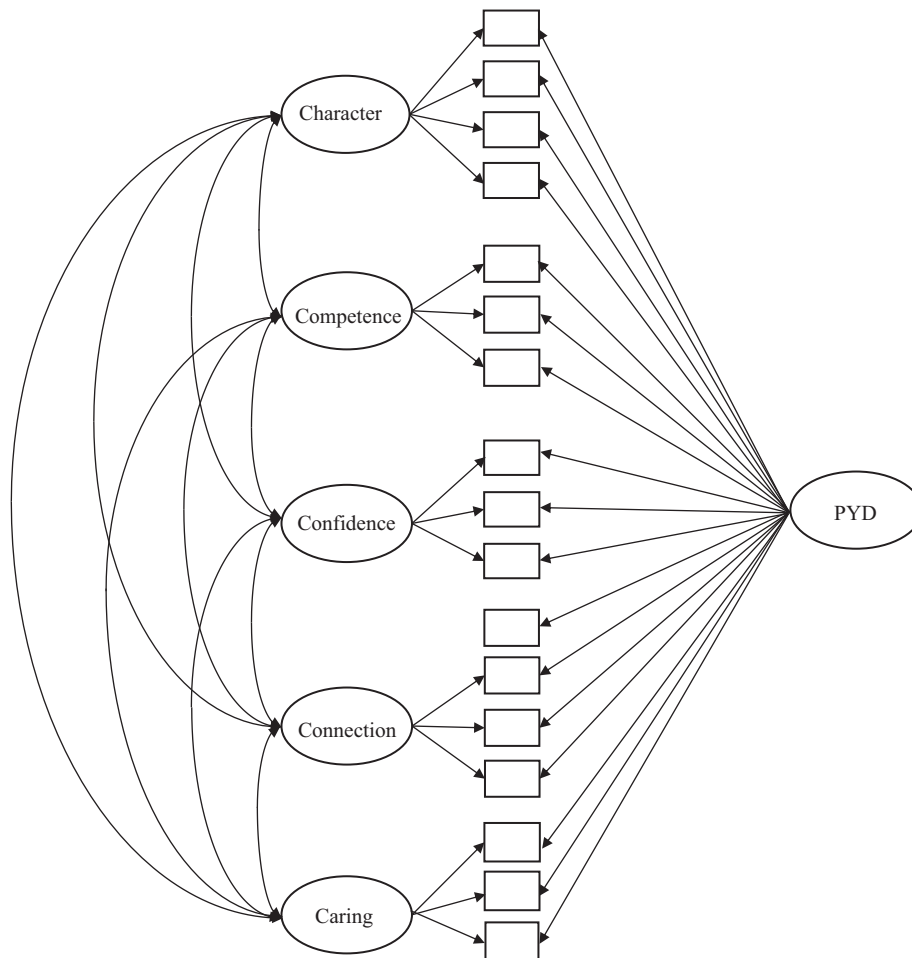 Character
Competence
Confidence
PYD
Connection
Caring